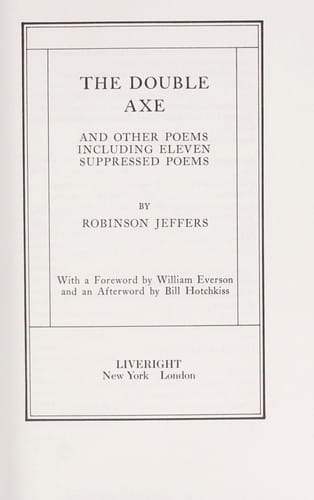 THE DOUBLE
AXE
AND OTHER POEMS
INCLUDING ELEVEN
SUPPRESSED POEMS
BY
ROBINSON JEFFERS
With a Foreword by William Everson
and an Afterword by Bill Hotchkiss
LIVERIGHT
New York London